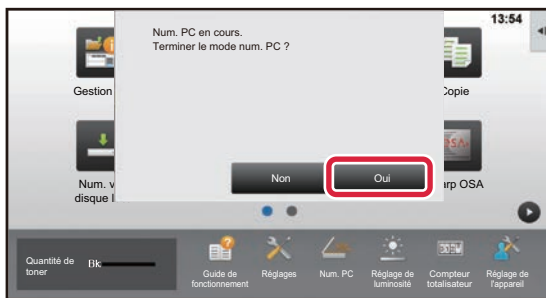 13:54
Num. PC en cours.
Terminer le mode num. PC ?
Gestion
Copie
Non
Oui
Num. v
disque l
arp OSA
Quantité de
toner
Bk
Guide de
fonctionnement
Réglages
Num. PC
Réglage de
luminosité
Compteur
totalisateur
Réglage de
l'appareil